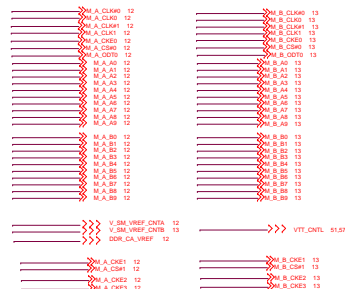 M_A_CLK#0 12
M_A_CLK0 12
M_A_CLK#1 12
M_A_CLK1 12
M_A_CKE0 12
M_A_CS#0 12
M_A_ODT0 12
M_A_A0 12
M_A_A1 12
M_A_A2 12
M_A_A3 12
M_A_A4 12
M_A_A5 12
M_A_A6 12
M_A_A7 12
M_A_A8 12
M_A_A9 12
M_A_B0 12
M_A_B1 12
M_A_B2 12
M_A_B3 12
M_A_B4 12
M_A_B5 12
M_A_B6 12
M_A_B7 12
M_A_B8 12
M_A_B9 12
V_SM_VREF_CNTA 12
V_SM_VREF_CNTB 13
DDR_CA_VREF 12
M_A_CKE1 12
M_A_CS#1 12
M_A_CKE2 12
M_A_CKE3 12
M_B_CLK#0 13
M_B_CLK0 13
M_B_CLK#1 13
M_B_CLK1 13
M_B_CKE0 13
M_B_CS#0 13
M_B_ODT0 13
M_B_A0 13
M_B_A1 13
M_B_A2 13
M_B_A3 13
M_B_A4 13
M_B_A5 13
M_B_A6 13
M_B_A7 13
M_B_A8 13
M_B_A9 13
M_B_B0 13
M_B_B1 13
M_B_B2 13
M_B_B3 13
M_B_B4 13
M_B_B5 13
M_B_B6 13
M_B_B7 13
M_B_B8 13
M_B_B9 13
VTT_CNTL 51,57
M_B_CKE1 13
M_B_CS#1 13
M_B_CKE2 13
M_B_CKE3 13